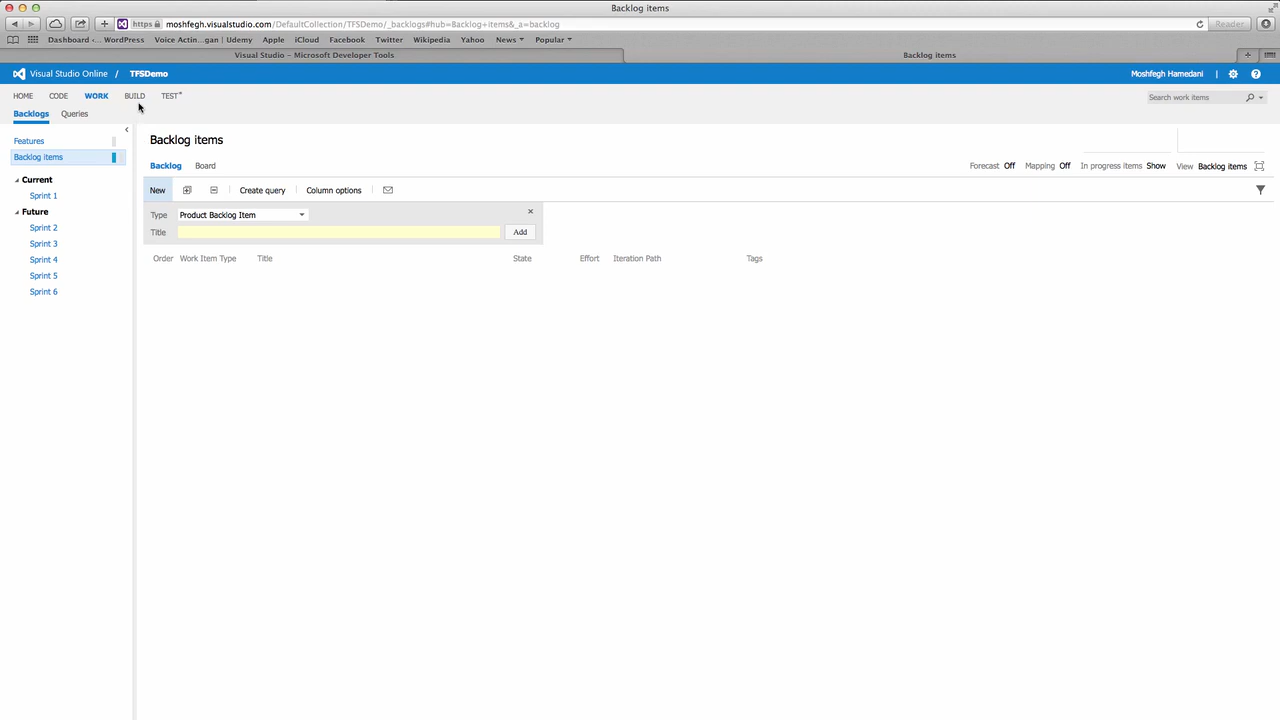 Backlog items
https moshfegh.visualstudio.com/DefaultCollection/TFSDemo/_backlogs#hub=Backlog+items&_a=backlog Reader
Dashboard ‹... WordPress Voice Actin...gan | Udemy Apple iCloud Facebook Twitter Wikipedia Yahoo News Popular
Visual Studio – Microsoft Developer Tools Backlog items
Visual Studio Online / TFSDemo Moshfegh Hamedani
HOME CODE WORK BUILD TEST* Search work items
Backlogs Queries
Features
Backlog items
Current
Sprint 1
Future
Sprint 2
Sprint 3
Sprint 4
Sprint 5
Sprint 6
Backlog items
Backlog Board Forecast Off Mapping Off In progress items Show View Backlog items
New Create query Column options
Type Product Backlog Item
Title Add
Order Work Item Type Title State Effort Iteration Path Tags